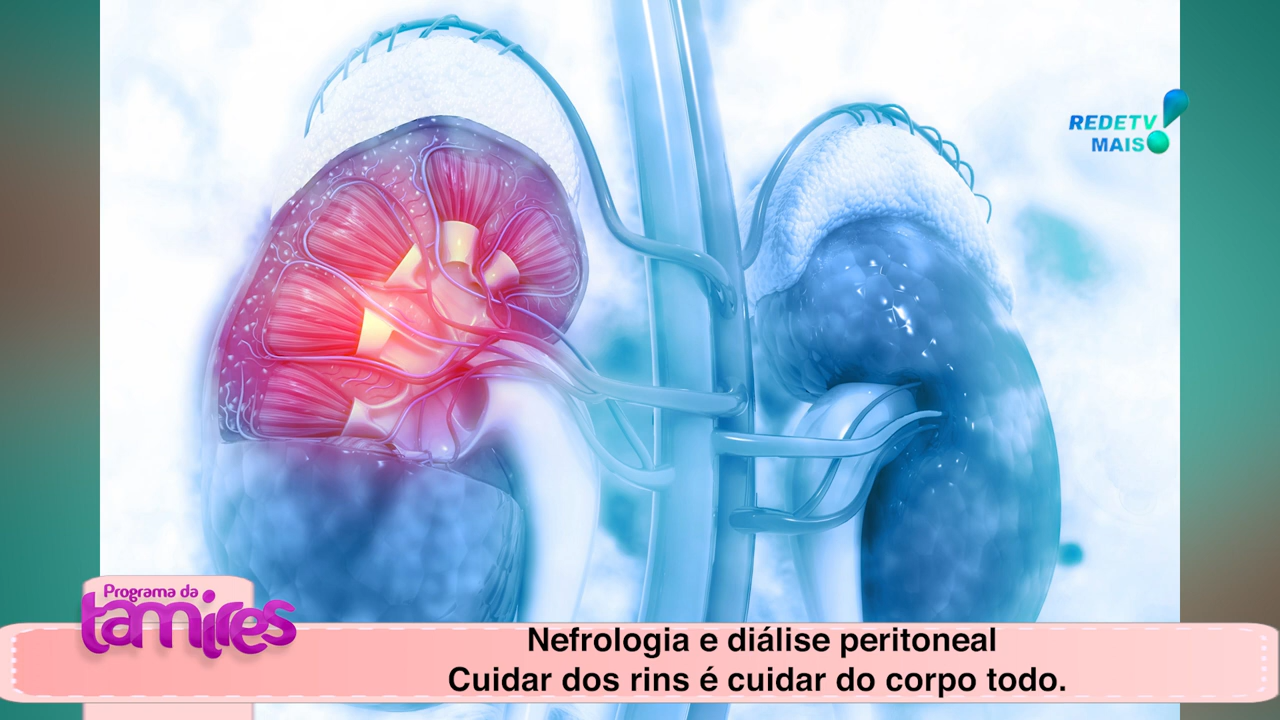 REDETV
MAIS
Programa da
tamires
Nefrologia e diálise peritoneal
Cuidar dos rins é cuidar do corpo todo.